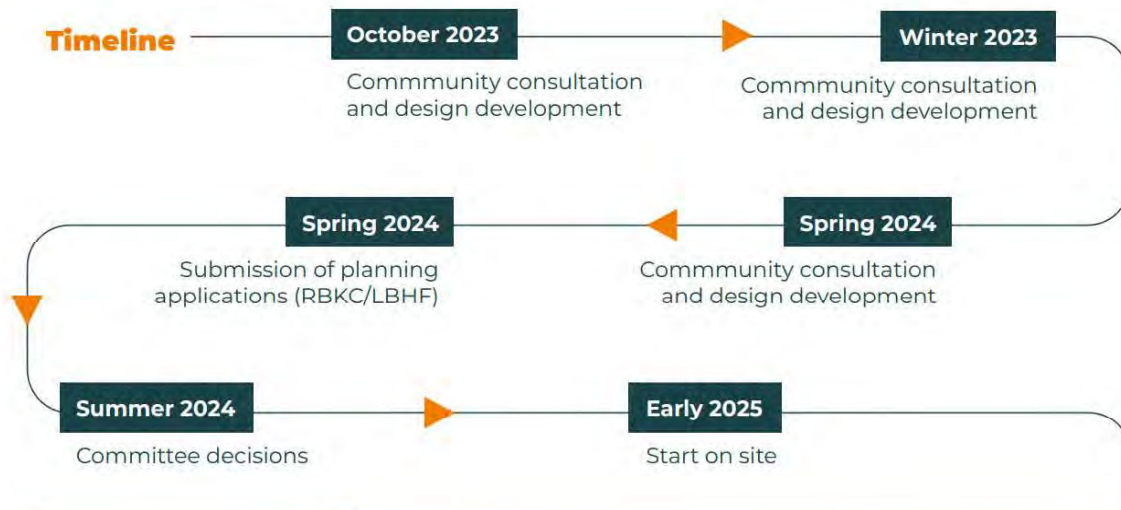 Timeline
October 2023
Commmunity consultation
and design development
Winter 2023
Commmunity consultation
and design development
Spring 2024
Commmunity consultation
and design development
Spring 2024
Submission of planning
applications (RBKC/LBHF)
Summer 2024
Committee decisions
Early 2025
Start on site